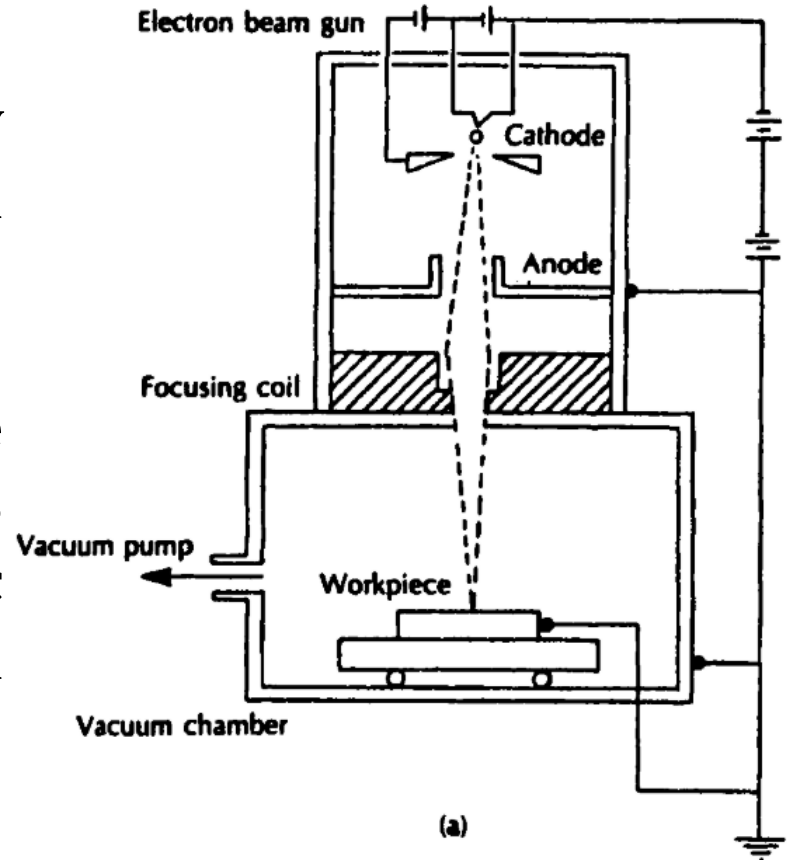 Electron beam gun
Cathode
Anode
Focusing coil
Vacuum pump
Workpiece
Vacuum chamber
(a)